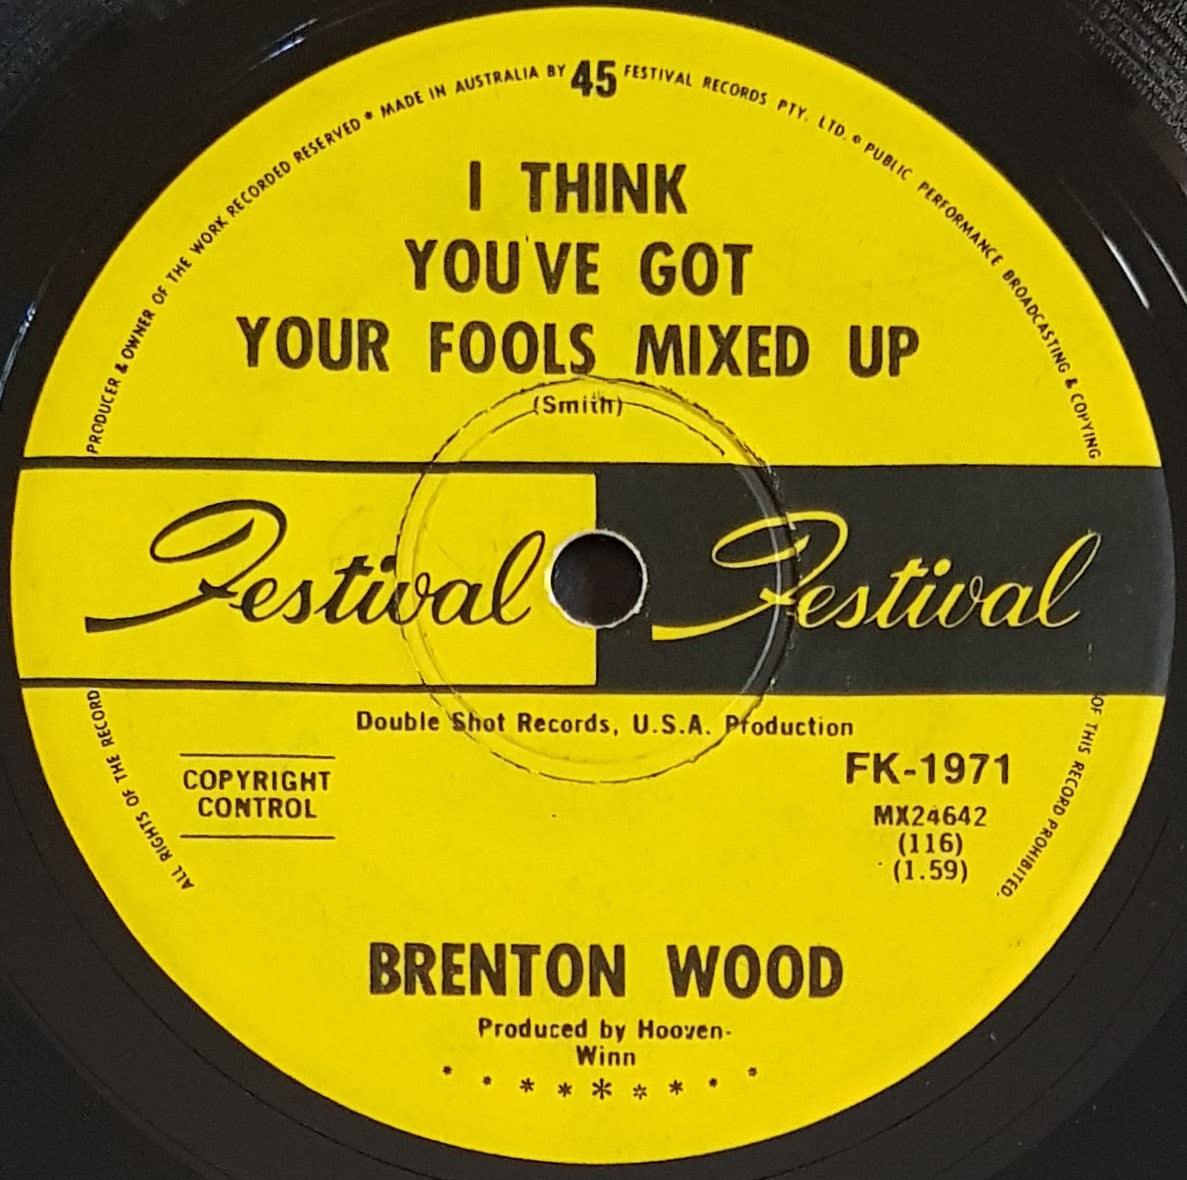 PRODUCER & OWNER OF THE WORK RECORDED RESERVED * MADE IN AUSTRALIA BY 45 FESTIVAL RECORDS PTY. LTD. * PUBLIC PERFORMANCE BROADCASTING & COPYING
I THINK
YOU'VE GOT
YOUR FOOLS MIXED UP
(Smith)
Festival Festival
Double Shot Records, U.S.A. Production
ALL RIGHTS OF THE RECORD
OF THIS RECORD PROHIBITED.
COPYRIGHT
CONTROL
FK-1971
MX24642
(116)
(1.59)
BRENTON WOOD
Produced by Hooven-
Winn
* * * * * * * * *